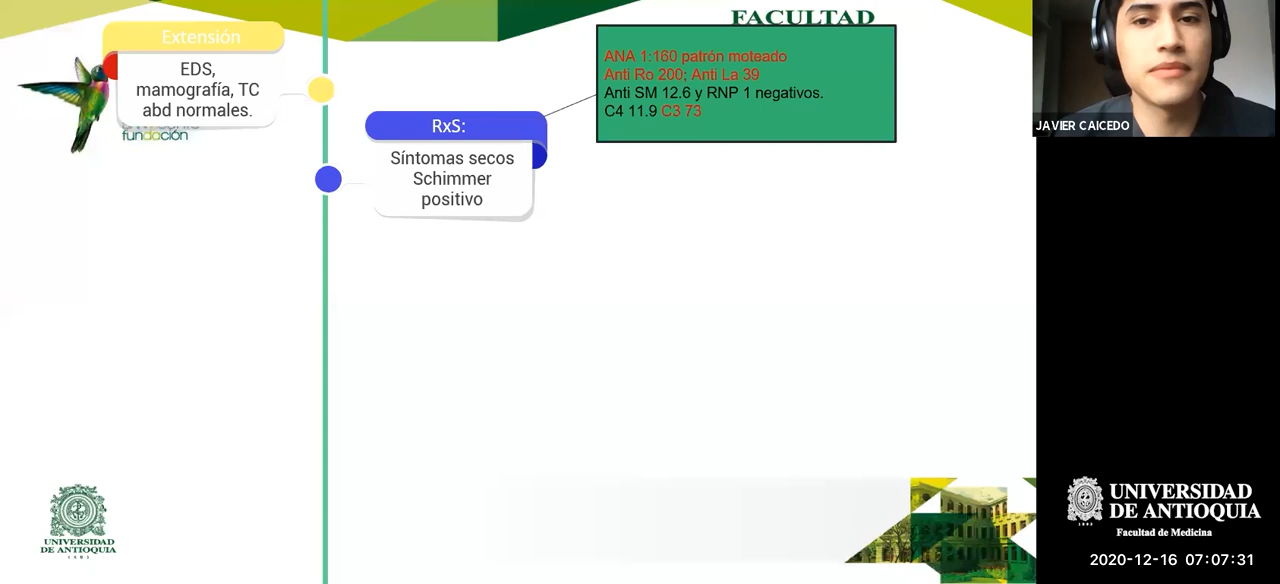 FACULTAD
Extensión
EDS,
mamografía, TC
abd normales.
fundación
RxS:
Síntomas secos
Schimmer
positivo
ANA 1:160 patrón moteado
Anti Ro 200; Anti La 39
Anti SM 12.6 y RNP 1 negativos.
C4 11.9 C3 73
JAVIER CAICEDO
UNIVERSIDAD
DE ANTIOQUIA
1803
UNIVERSIDAD
DE ANTIOQUIA
Facultad de Medicina
2020-12-16 07:07:31